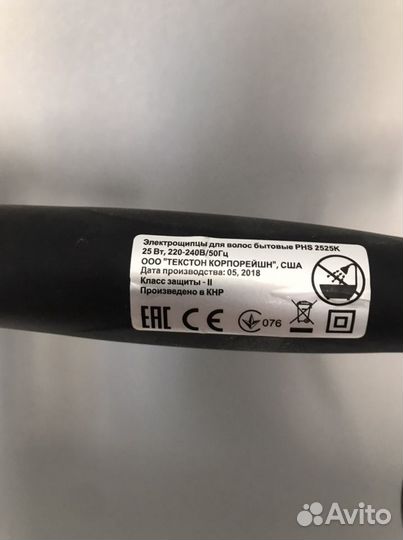 Электрощипцы для волос бытовые PHS 2525K
25 Вт, 220-240В/50Гц
ООО "ТЕКСТОН КОРПОРЕЙШН", США
Дата производства: 05, 2018
Класс защиты - II
Произведено в КНР
EAC CE 076
Avito